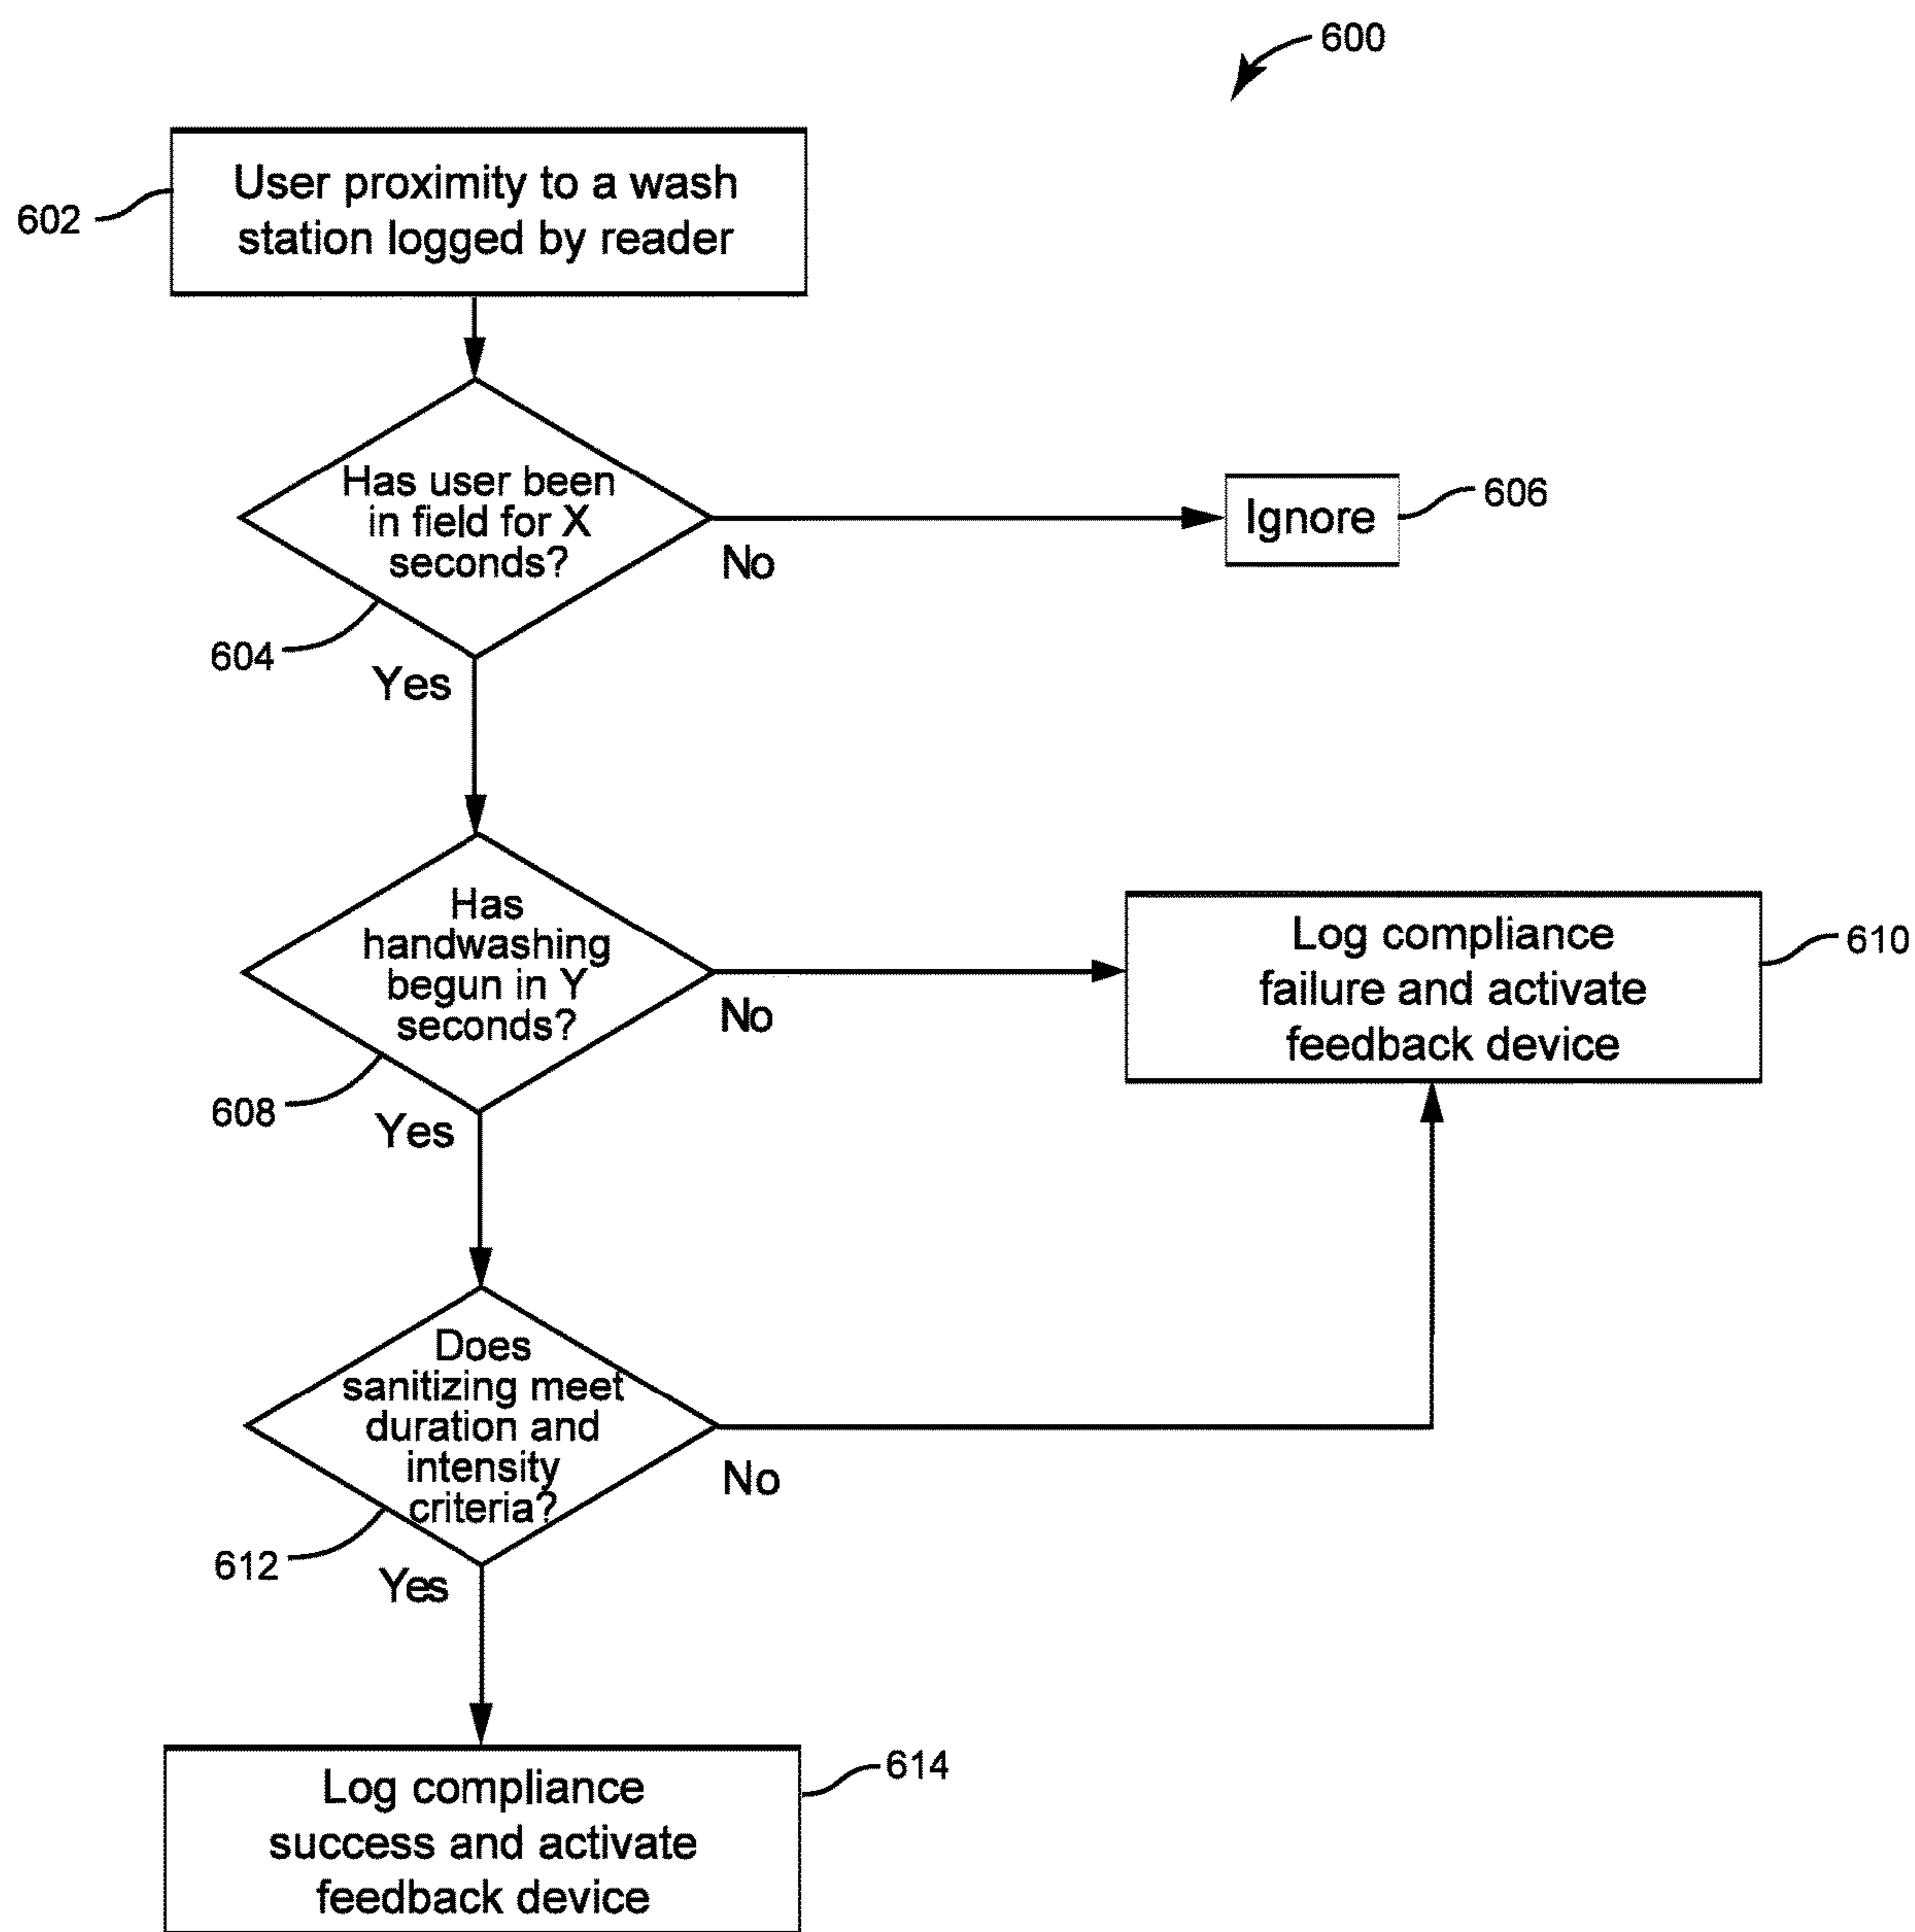 600
User proximity to a wash
station logged by reader
602
Has user been
in field for X
seconds?
No
Ignore
606
604
Yes
Has
handwashing
begun in Y
seconds?
No
Log compliance
failure and activate
feedback device
610
608
Yes
Does
sanitizing meet
duration and
intensity
criteria?
No
612
Yes
Log compliance
success and activate
feedback device
614